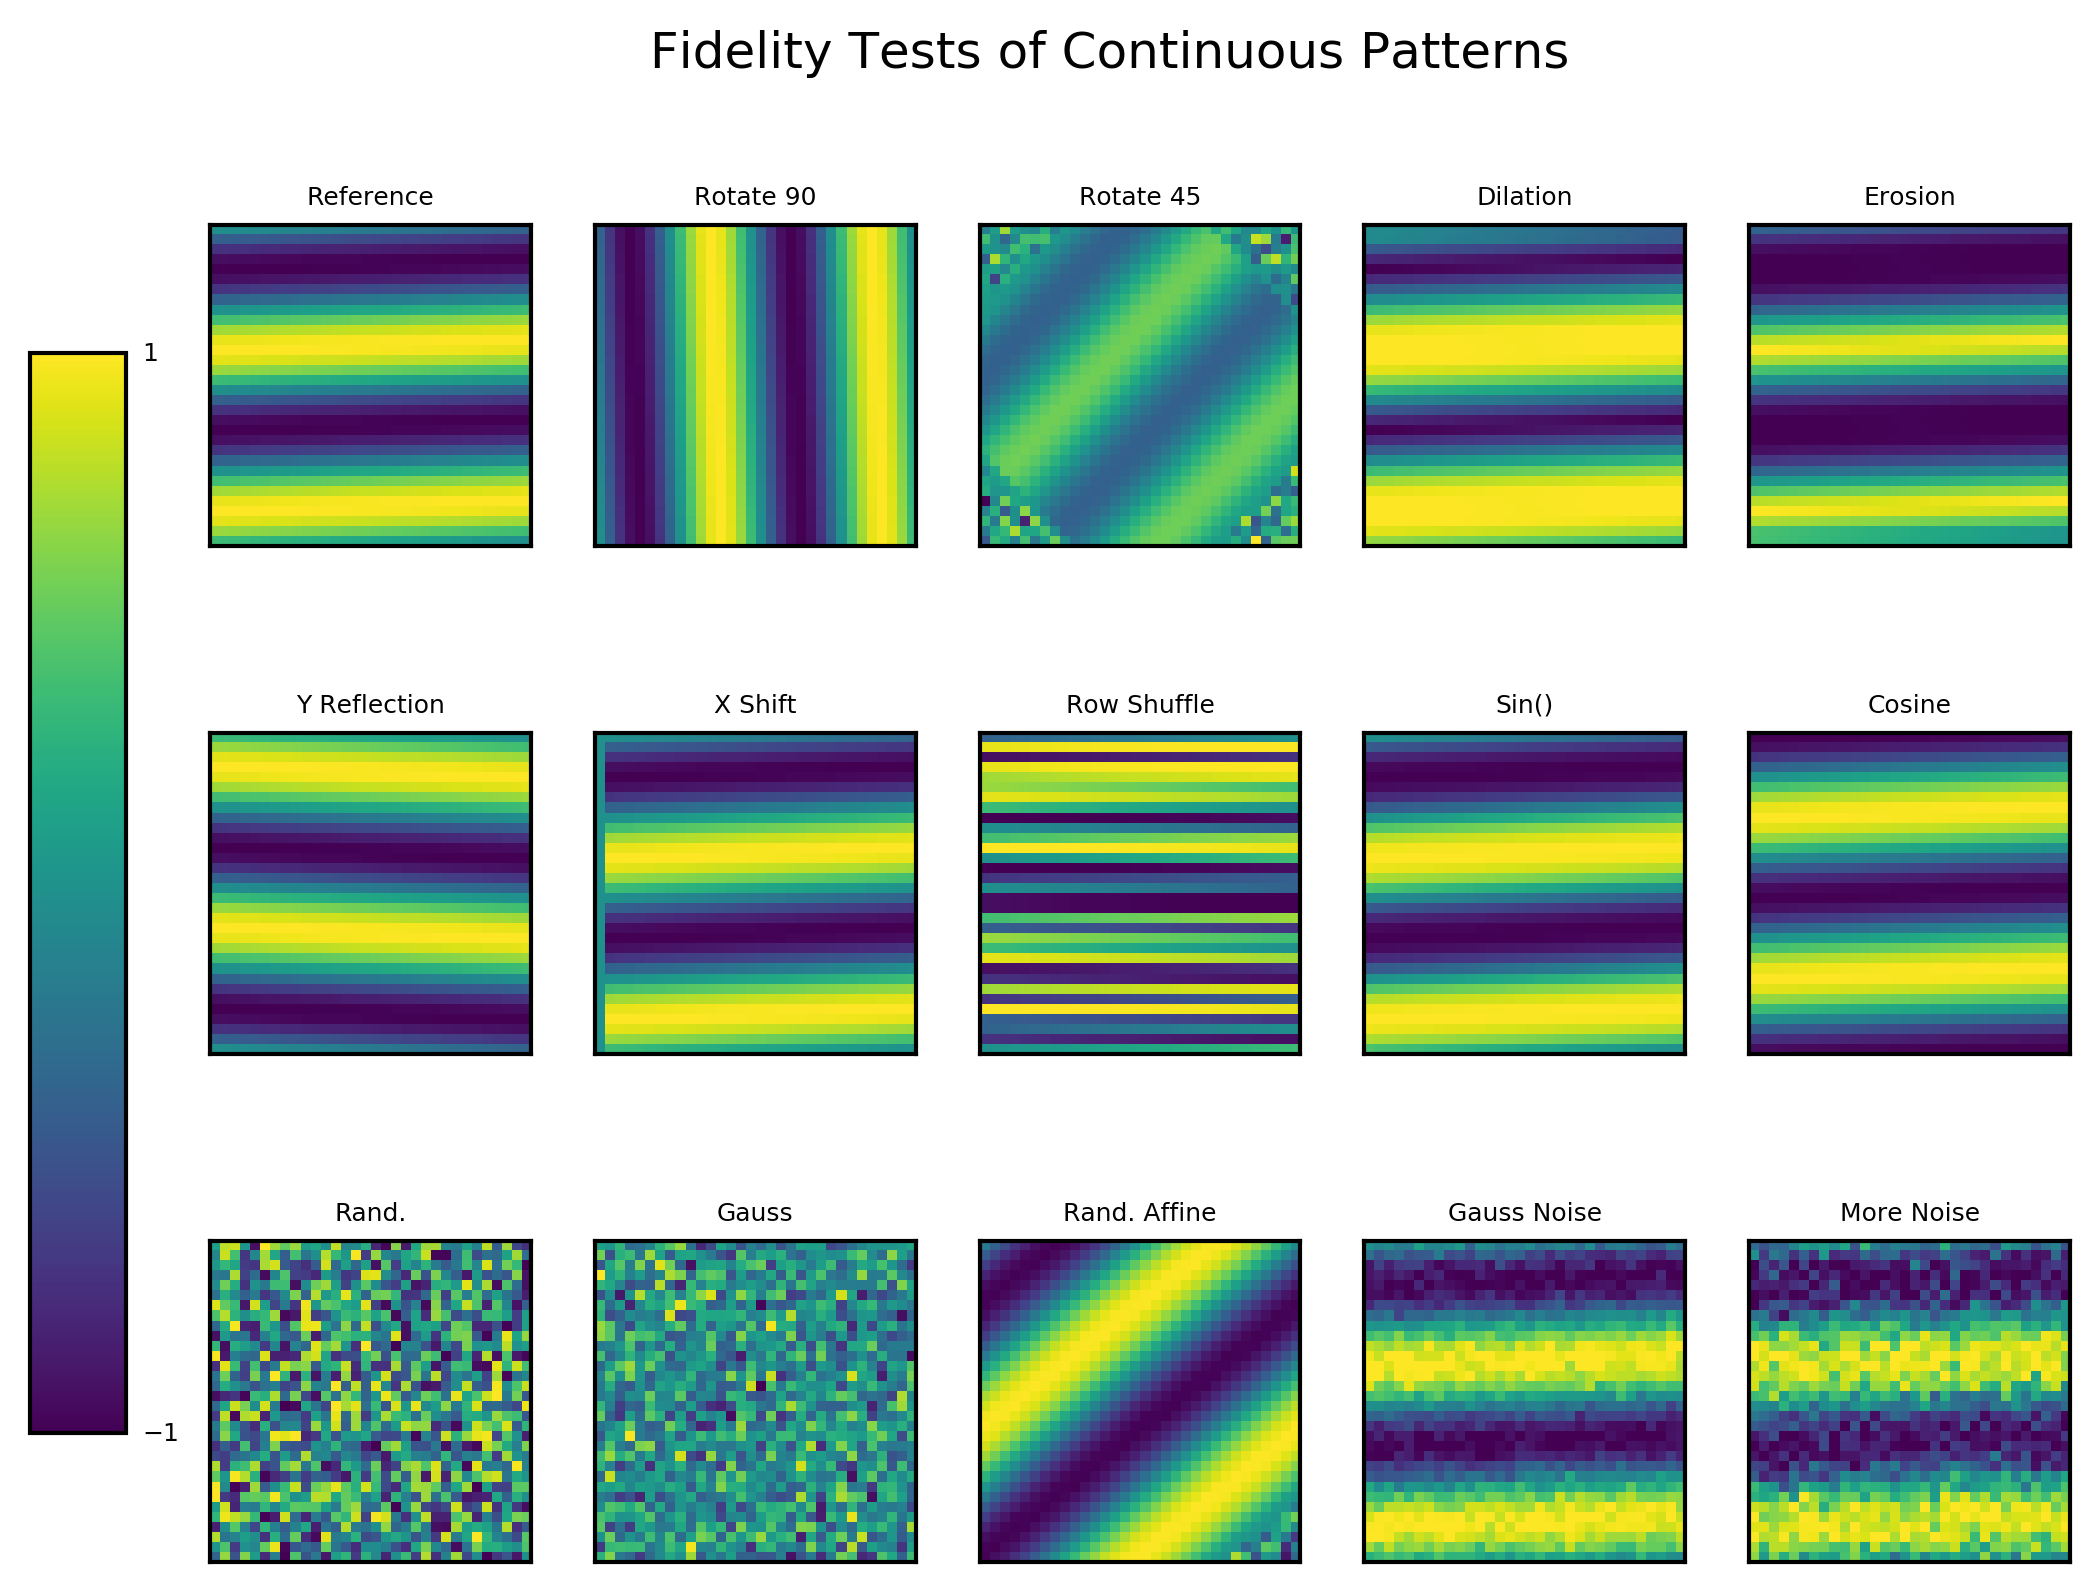 Fidelity Tests of Continuous Patterns
Reference
Rotate 90
Rotate 45
Dilation
Erosion
1
Y Reflection
X Shift
Row Shuffle
Sin()
Cosine
Rand.
Gauss
Rand. Affine
Gauss Noise
More Noise
−1